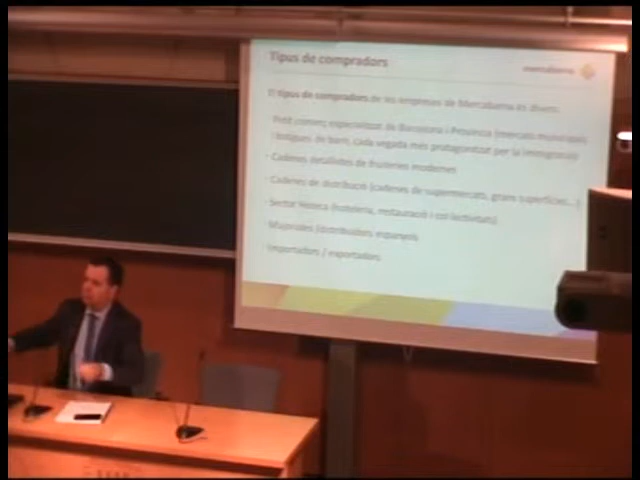 Tipus de compradors
mercabarna
El tipus de compradors de les empreses de Mercabarna és divers:
Petit comerç especialitzat de Barcelona i Província (mercats municipals
i botigues de barri, cada vegada més protagonitzat per la immigració)
- Cadenes detallistes de fruiteries modernes
- Cadenes de distribució (cadenes de supermercats, grans superfícies...)
- Sector Horeca (hoteleria, restauració i col·lectivitats)
Majoristes / distribuïdors espanyols
Importadors / exportadors